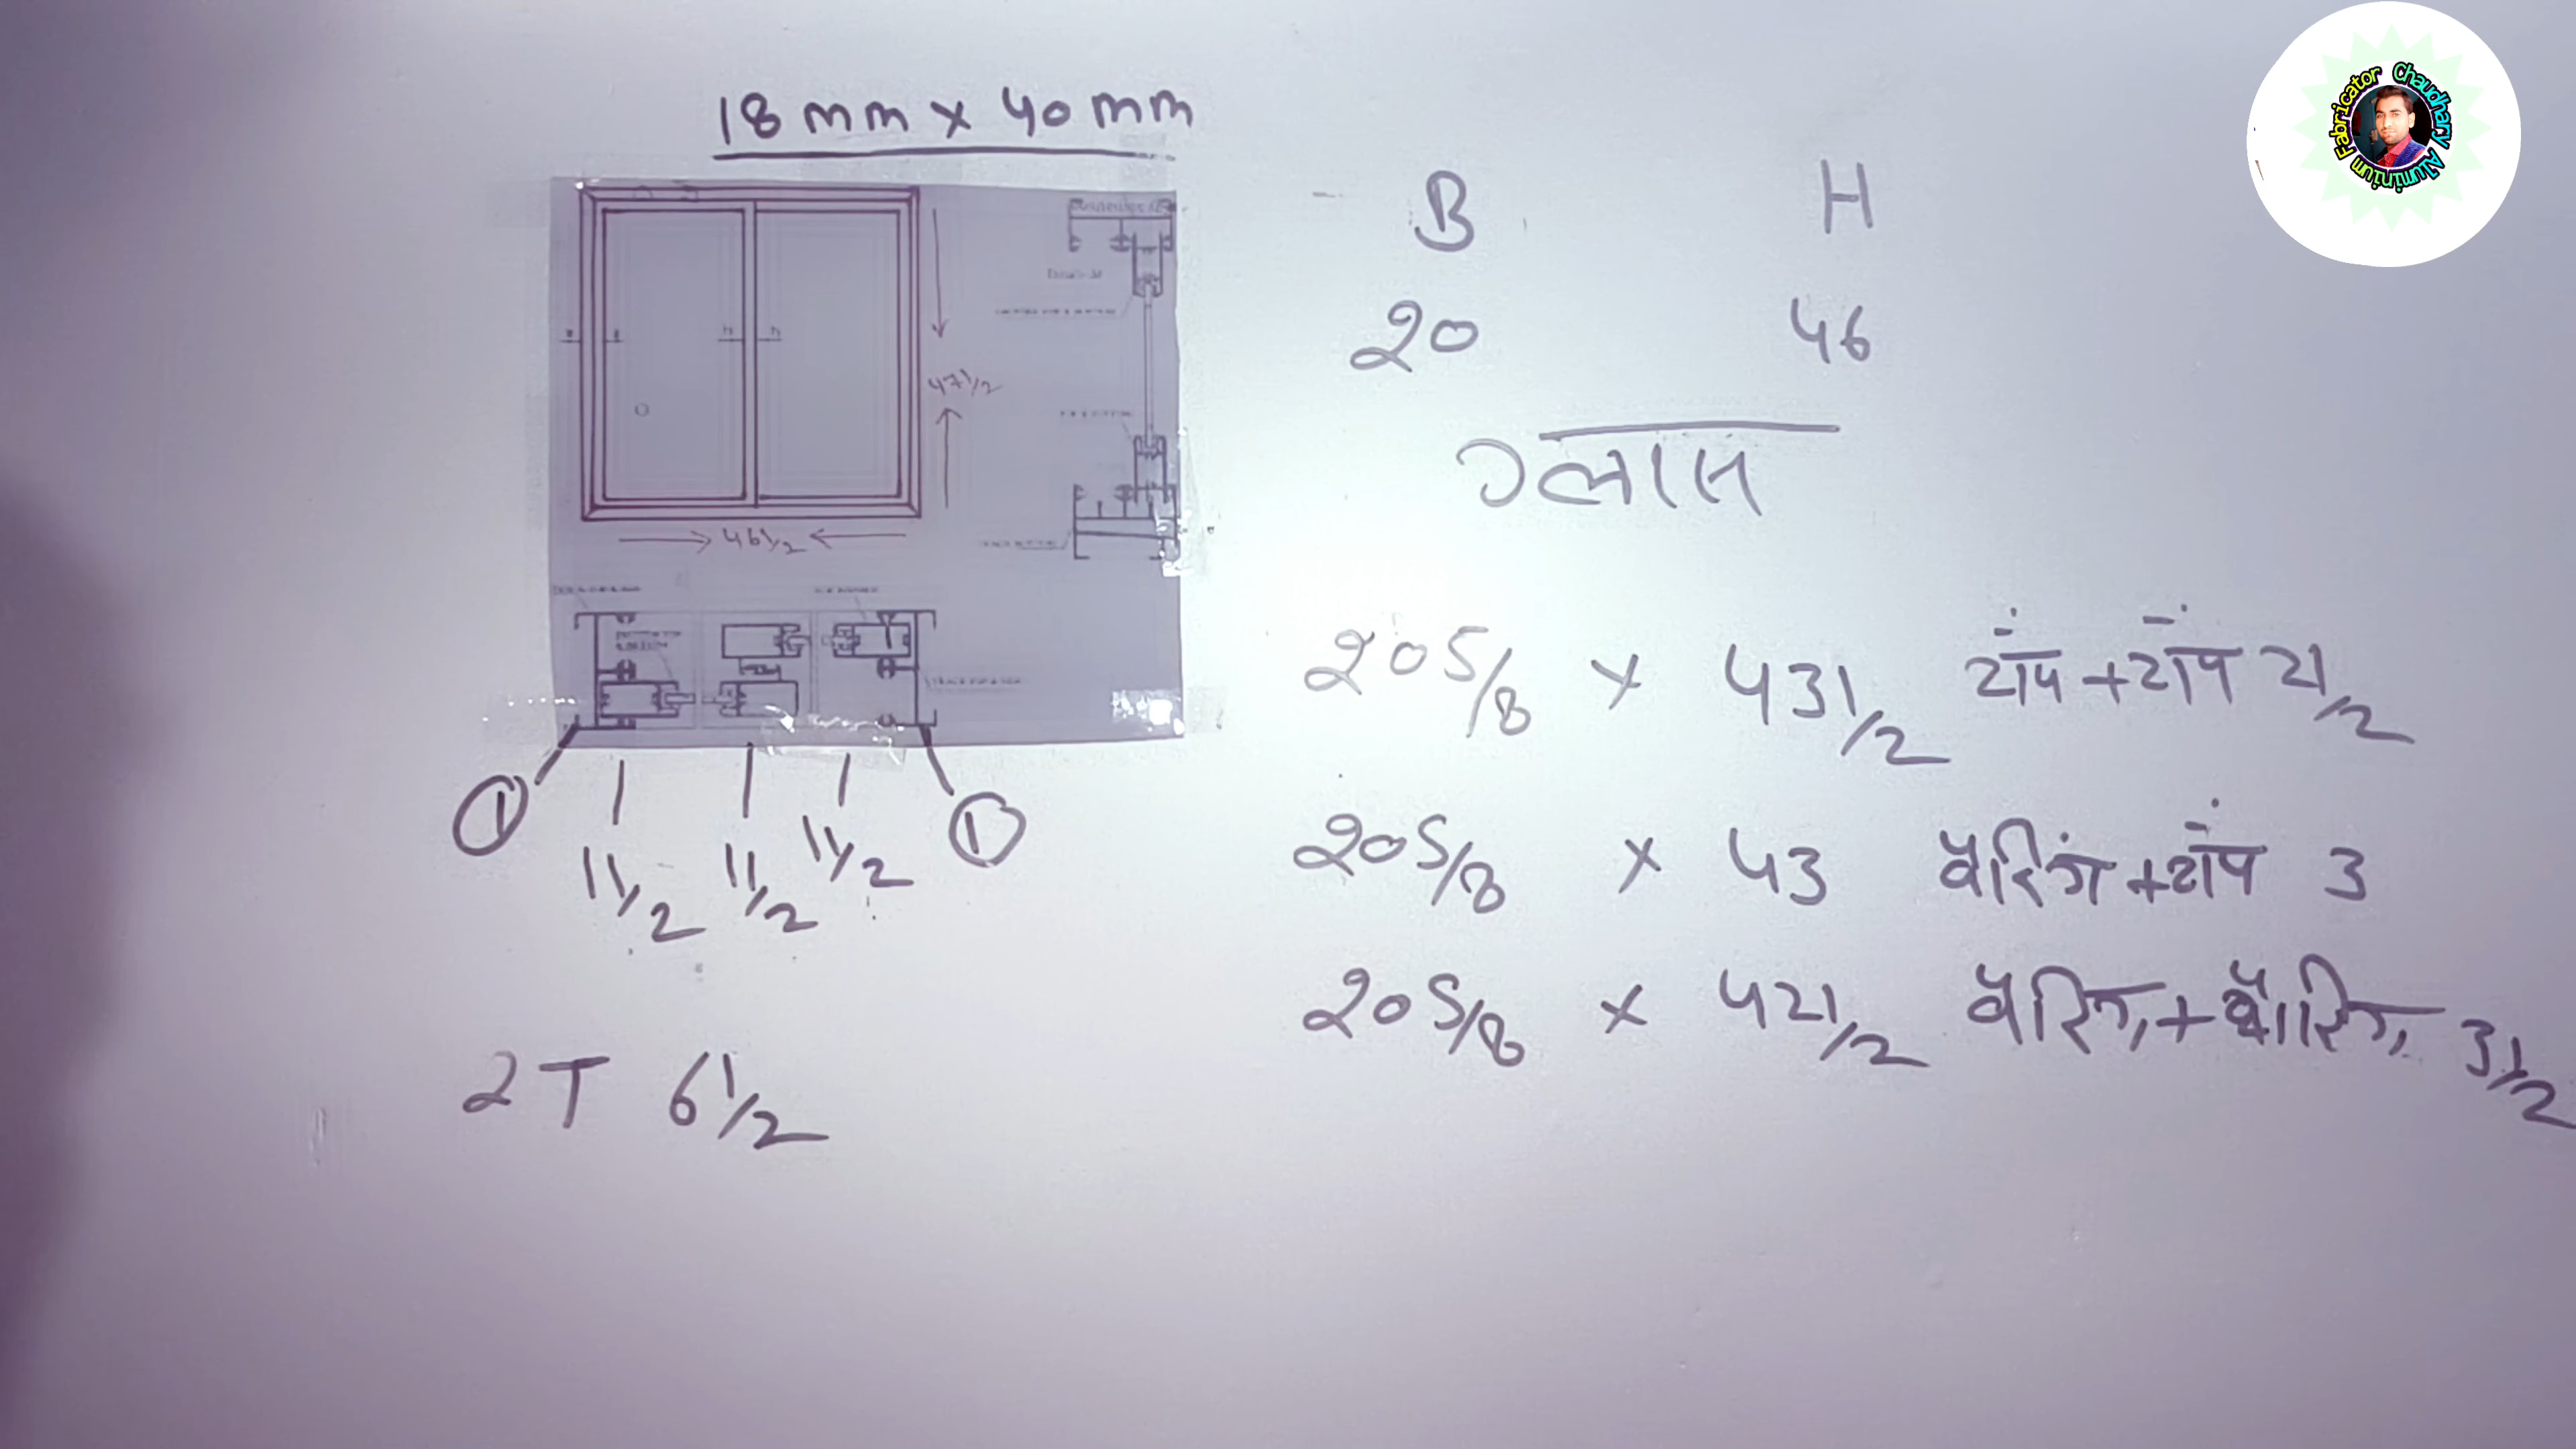 18 mm x 40 mm
Chaudhary Aluminium Fabricator
B H
20 46
ग्लास
47 1/2
46 1/2
20 5/8 x 43 1/2 टॉप + टॉप 2 1/2
20 5/8 x 43 बैरिंग + टॉप 3
20 5/8 x 42 1/2 बैरिंग + बैरिंग 3 1/2
1 1 1/2 1 1/2 1 1/2 1
2T 6 1/2